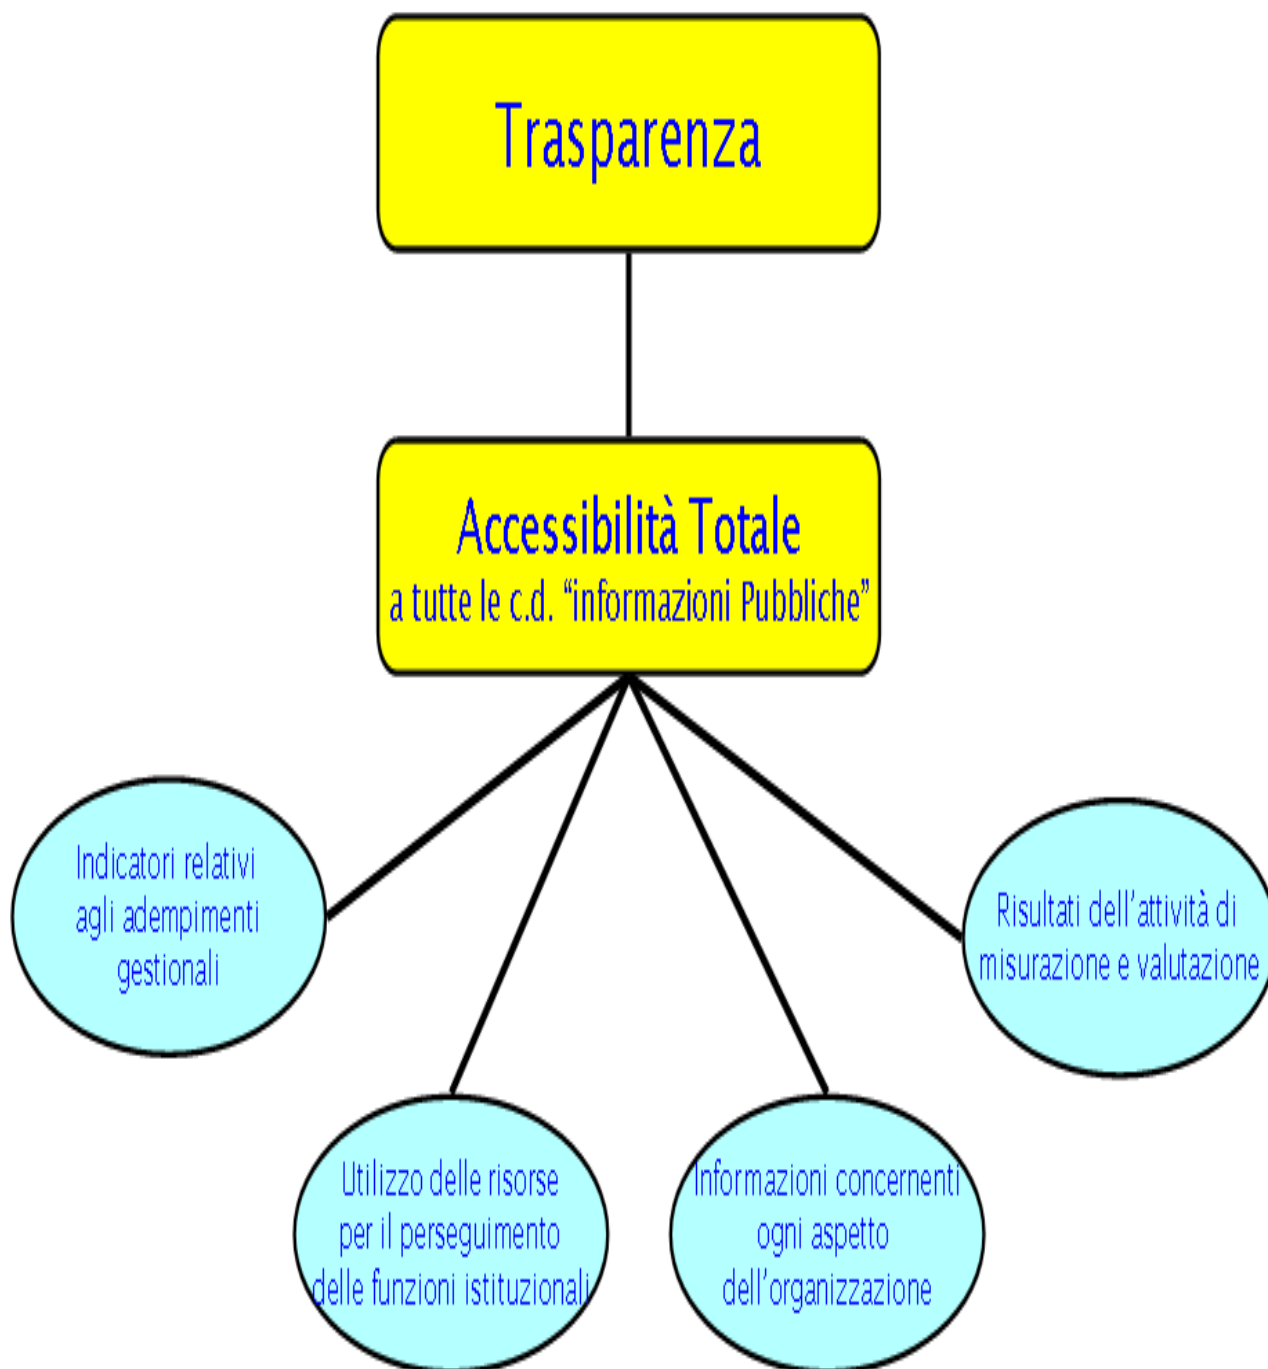 Trasparenza
Accessibilità Totale
a tutte le c.d. “informazioni Pubbliche”
Indicatori relativi
agli adempimenti
gestionali
Utilizzo delle risorse
per il perseguimento
delle funzioni istituzionali
Informazioni concernenti
ogni aspetto
dell’organizzazione
Risultati dell’attività di
misurazione e valutazione